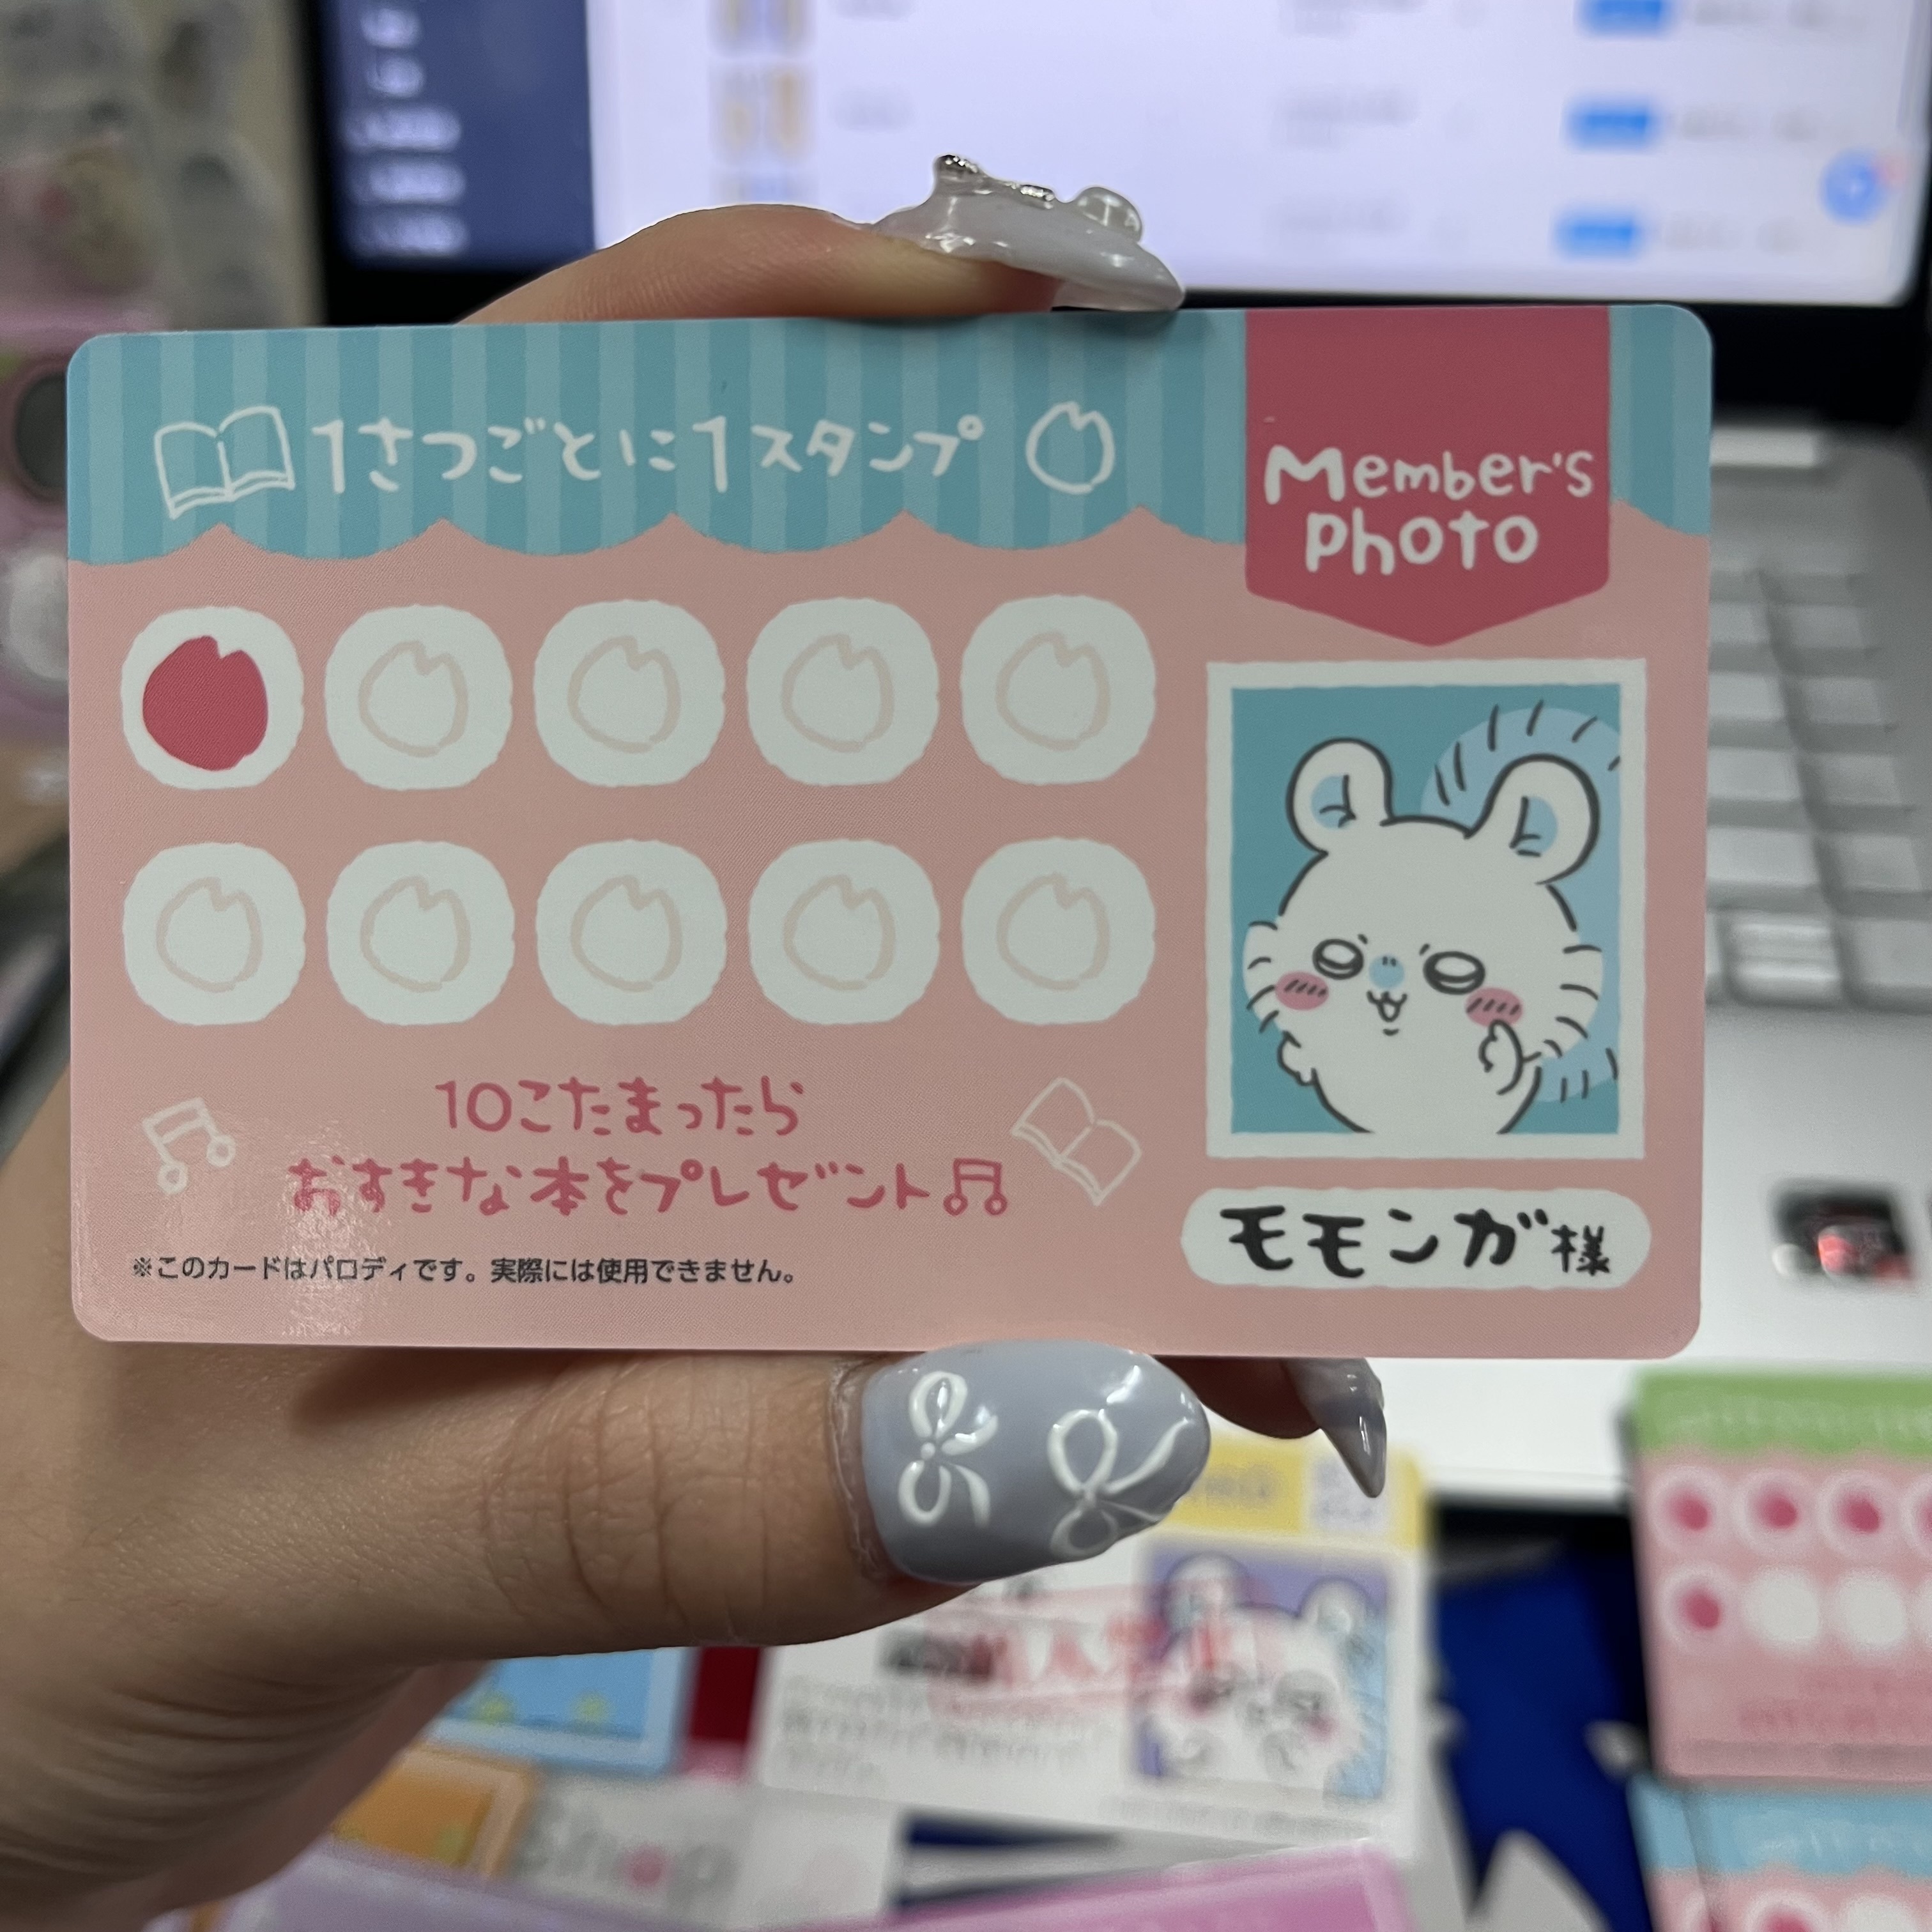 1さつごとに1スタンプ
Member's
Photo
10こたまったら
おすきな本をプレゼント
※このカードはパロディです。実際には使用できません。
モモンガ様